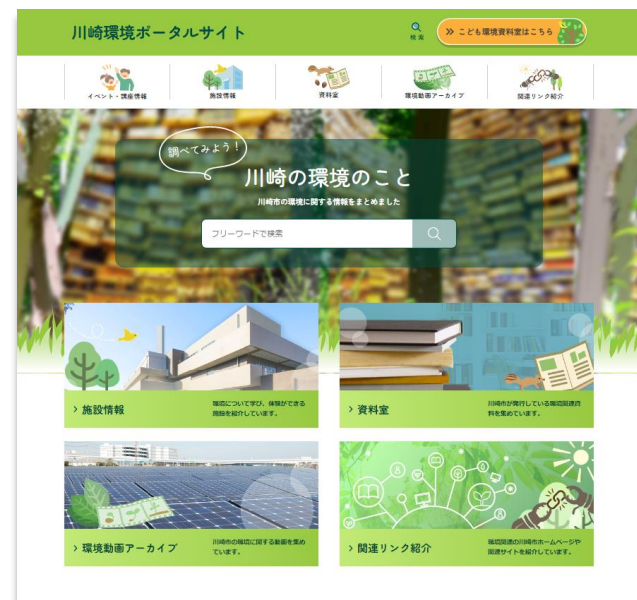 川崎環境ポータルサイト
検索
こども環境資料室はこちら
イベント・講座情報
施設情報
資料室
環境動画アーカイブ
関連リンク紹介
調べてみよう！
川崎の環境のこと
川崎市の環境に関する情報をまとめました
フリーワードで検索
施設情報
環境について学び、体験ができる
施設を紹介しています。
資料室
川崎市が発行している環境関連資
料を集めています。
環境動画アーカイブ
川崎市の環境に関する動画を集め
ています。
関連リンク紹介
環境関連の川崎市ホームページや
関連サイトを紹介しています。